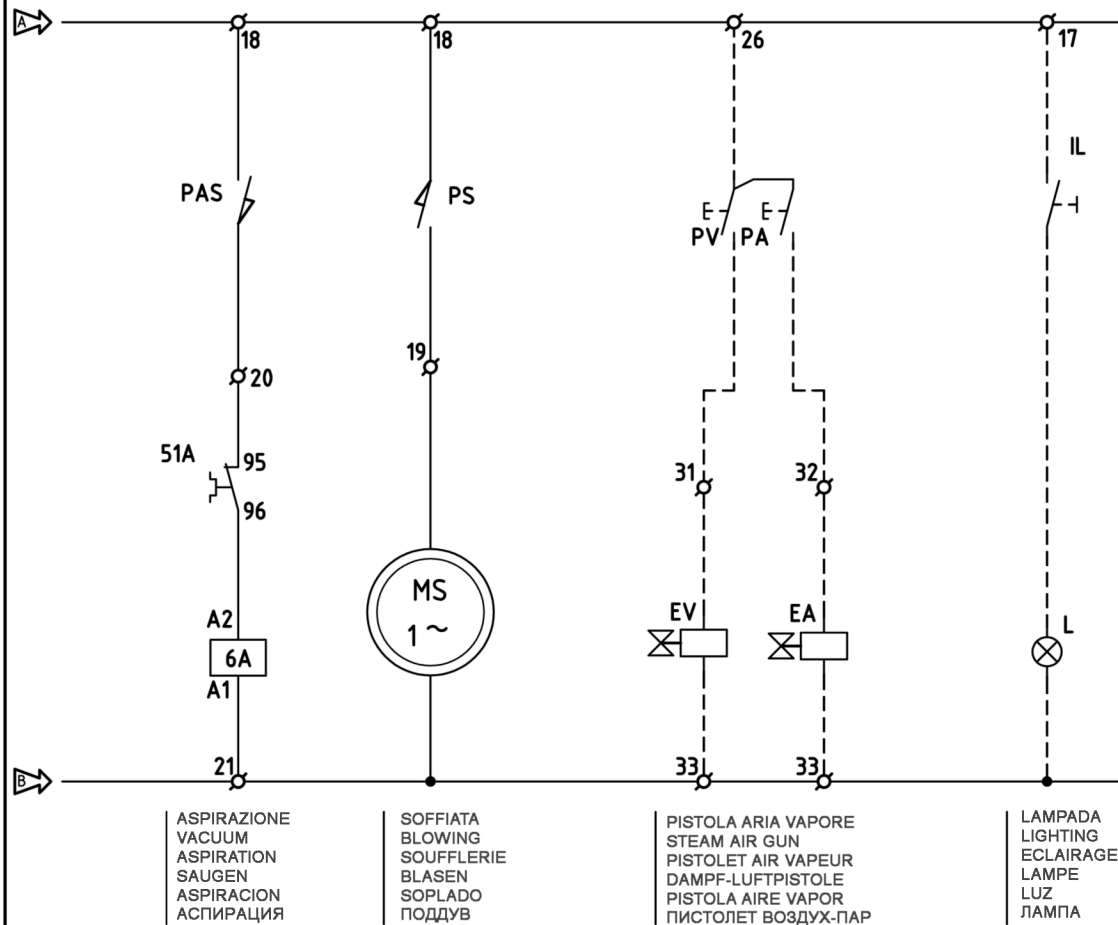 A
18
18
26
17
IL
PAS
PS
PV
PA
19
20
51A
95
96
31
32
MS
1 ~
A2
6A
A1
EV
EA
L
B
21
33
33
ASPIRAZIONE
VACUUM
ASPIRATION
SAUGEN
ASPIRACION
АСПИРАЦИЯ
SOFFIATA
BLOWING
SOUFFLERIE
BLASEN
SOPLADO
ПОДДУВ
PISTOLA ARIA VAPORE
STEAM AIR GUN
PISTOLET AIR VAPEUR
DAMPF-LUFTPISTOLE
PISTOLA AIRE VAPOR
ПИСТОЛЕТ ВОЗДУХ-ПАР
LAMPADA
LIGHTING
ECLAIRAGE
LAMPE
LUZ
ЛАМПА